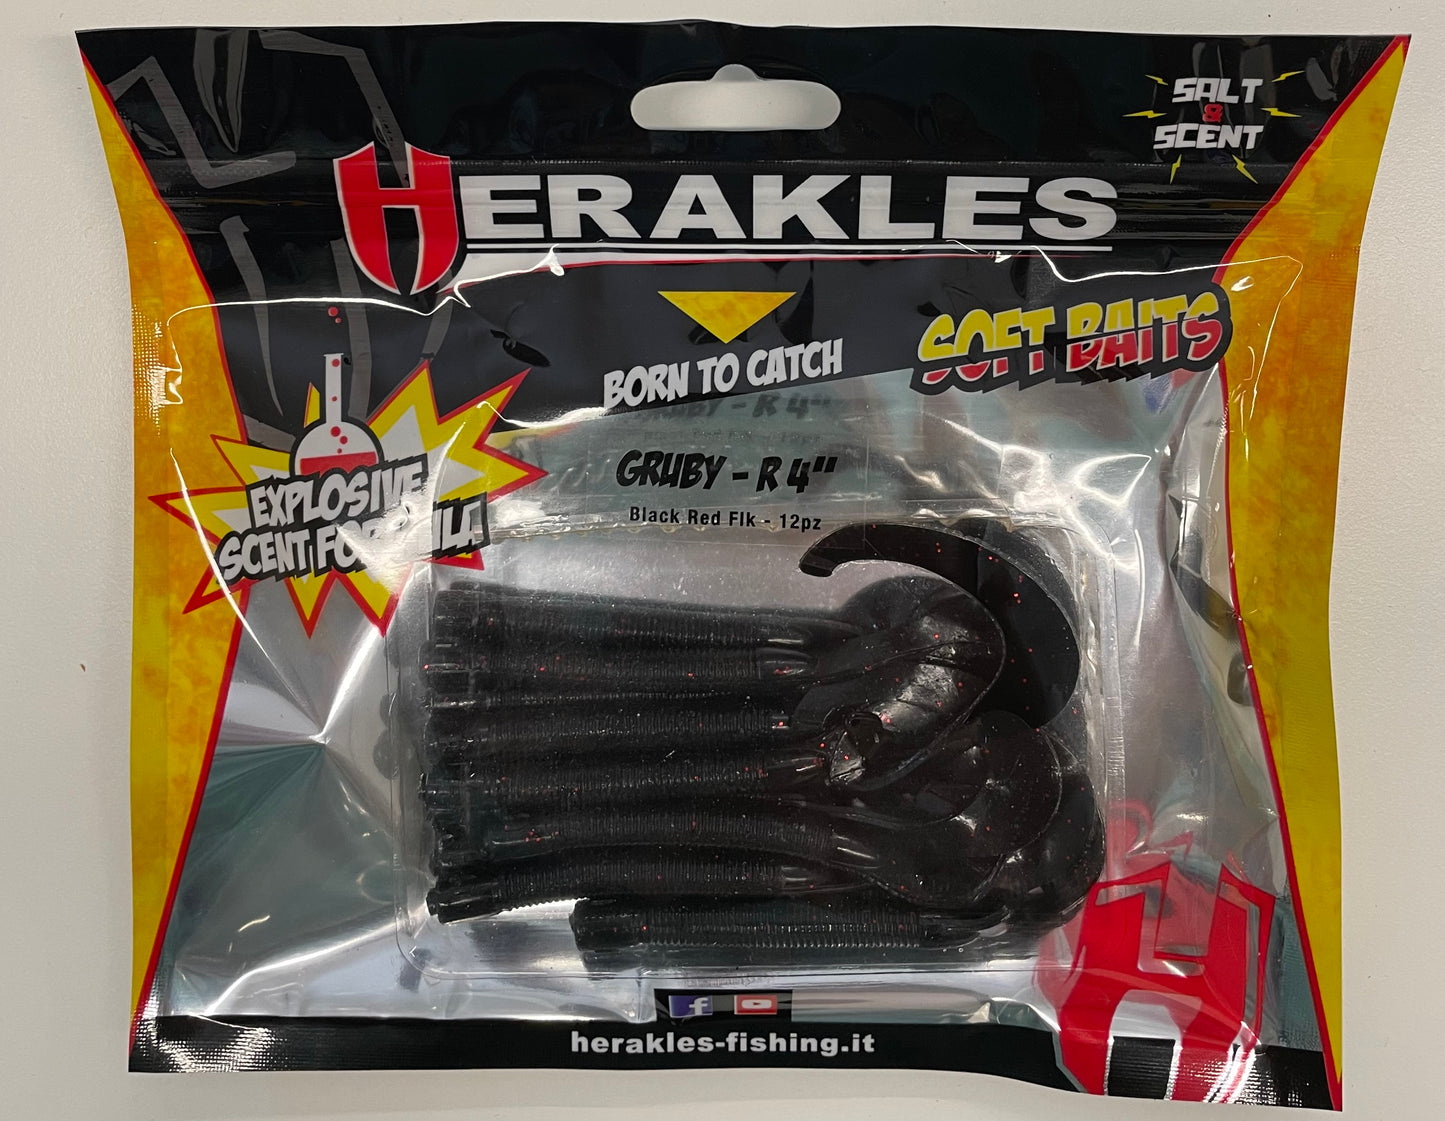 SALT
&
SCENT
HERAKLES
BORN TO CATCH
SOFT BAITS
GRUBY - R 4"
Black Red Flk - 12pz
EXPLOSIVE
SCENT FORMULA
f
herakles-fishing.it
H